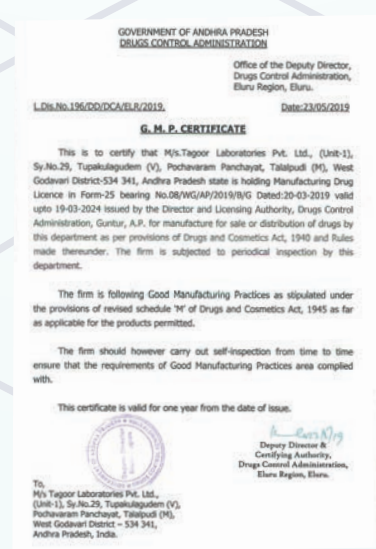 GOVERNMENT OF ANDHRA PRADESH
DRUGS CONTROL ADMINISTRATION
Office of the Deputy Director,
Drugs Control Administration,
Eluru Region, Eluru.
L.Dis.No.196/DD/DCA/ELR/2019. Date:23/05/2019
G. M. P. CERTIFICATE
This is to certify that M/s.Tagoor Laboratories Pvt. Ltd., (Unit-1),
Sy.No.29, Tupakulagudem (V), Pochavaram Panchayat, Talalpudi (M), West
Godavari District-534 341, Andhra Pradesh state is holding Manufacturing Drug
Licence in Form-25 bearing No.08/WG/AP/2019/B/G Dated:20-03-2019 valid
upto 19-03-2024 issued by the Director and Licensing Authority, Drugs Control
Administration, Guntur, A.P. for manufacture for sale or distribution of drugs by
this department as per provisions of Drugs and Cosmetics Act, 1940 and Rules
made thereunder. The firm is subjected to periodical inspection by this
department.
The firm is following Good Manufacturing Practices as stipulated under
the provisions of revised schedule 'M' of Drugs and Cosmetics Act, 1945 as far
as applicable for the products permitted.
The firm should however carry out self-inspection from time to time
ensure that the requirements of Good Manufacturing Practices area complied
with.
This certificate is valid for one year from the date of issue.
Deputy Director &
Certifying Authority,
Drugs Control Administration,
Eluru Region, Eluru.
To,
M/s Tagoor Laboratories Pvt. Ltd.,
(Unit-1), Sy.No.29, Tupakulagudem (V),
Pochavaram Panchayat, Talalpudi (M),
West Godavari District – 534 341,
Andhra Pradesh, India.